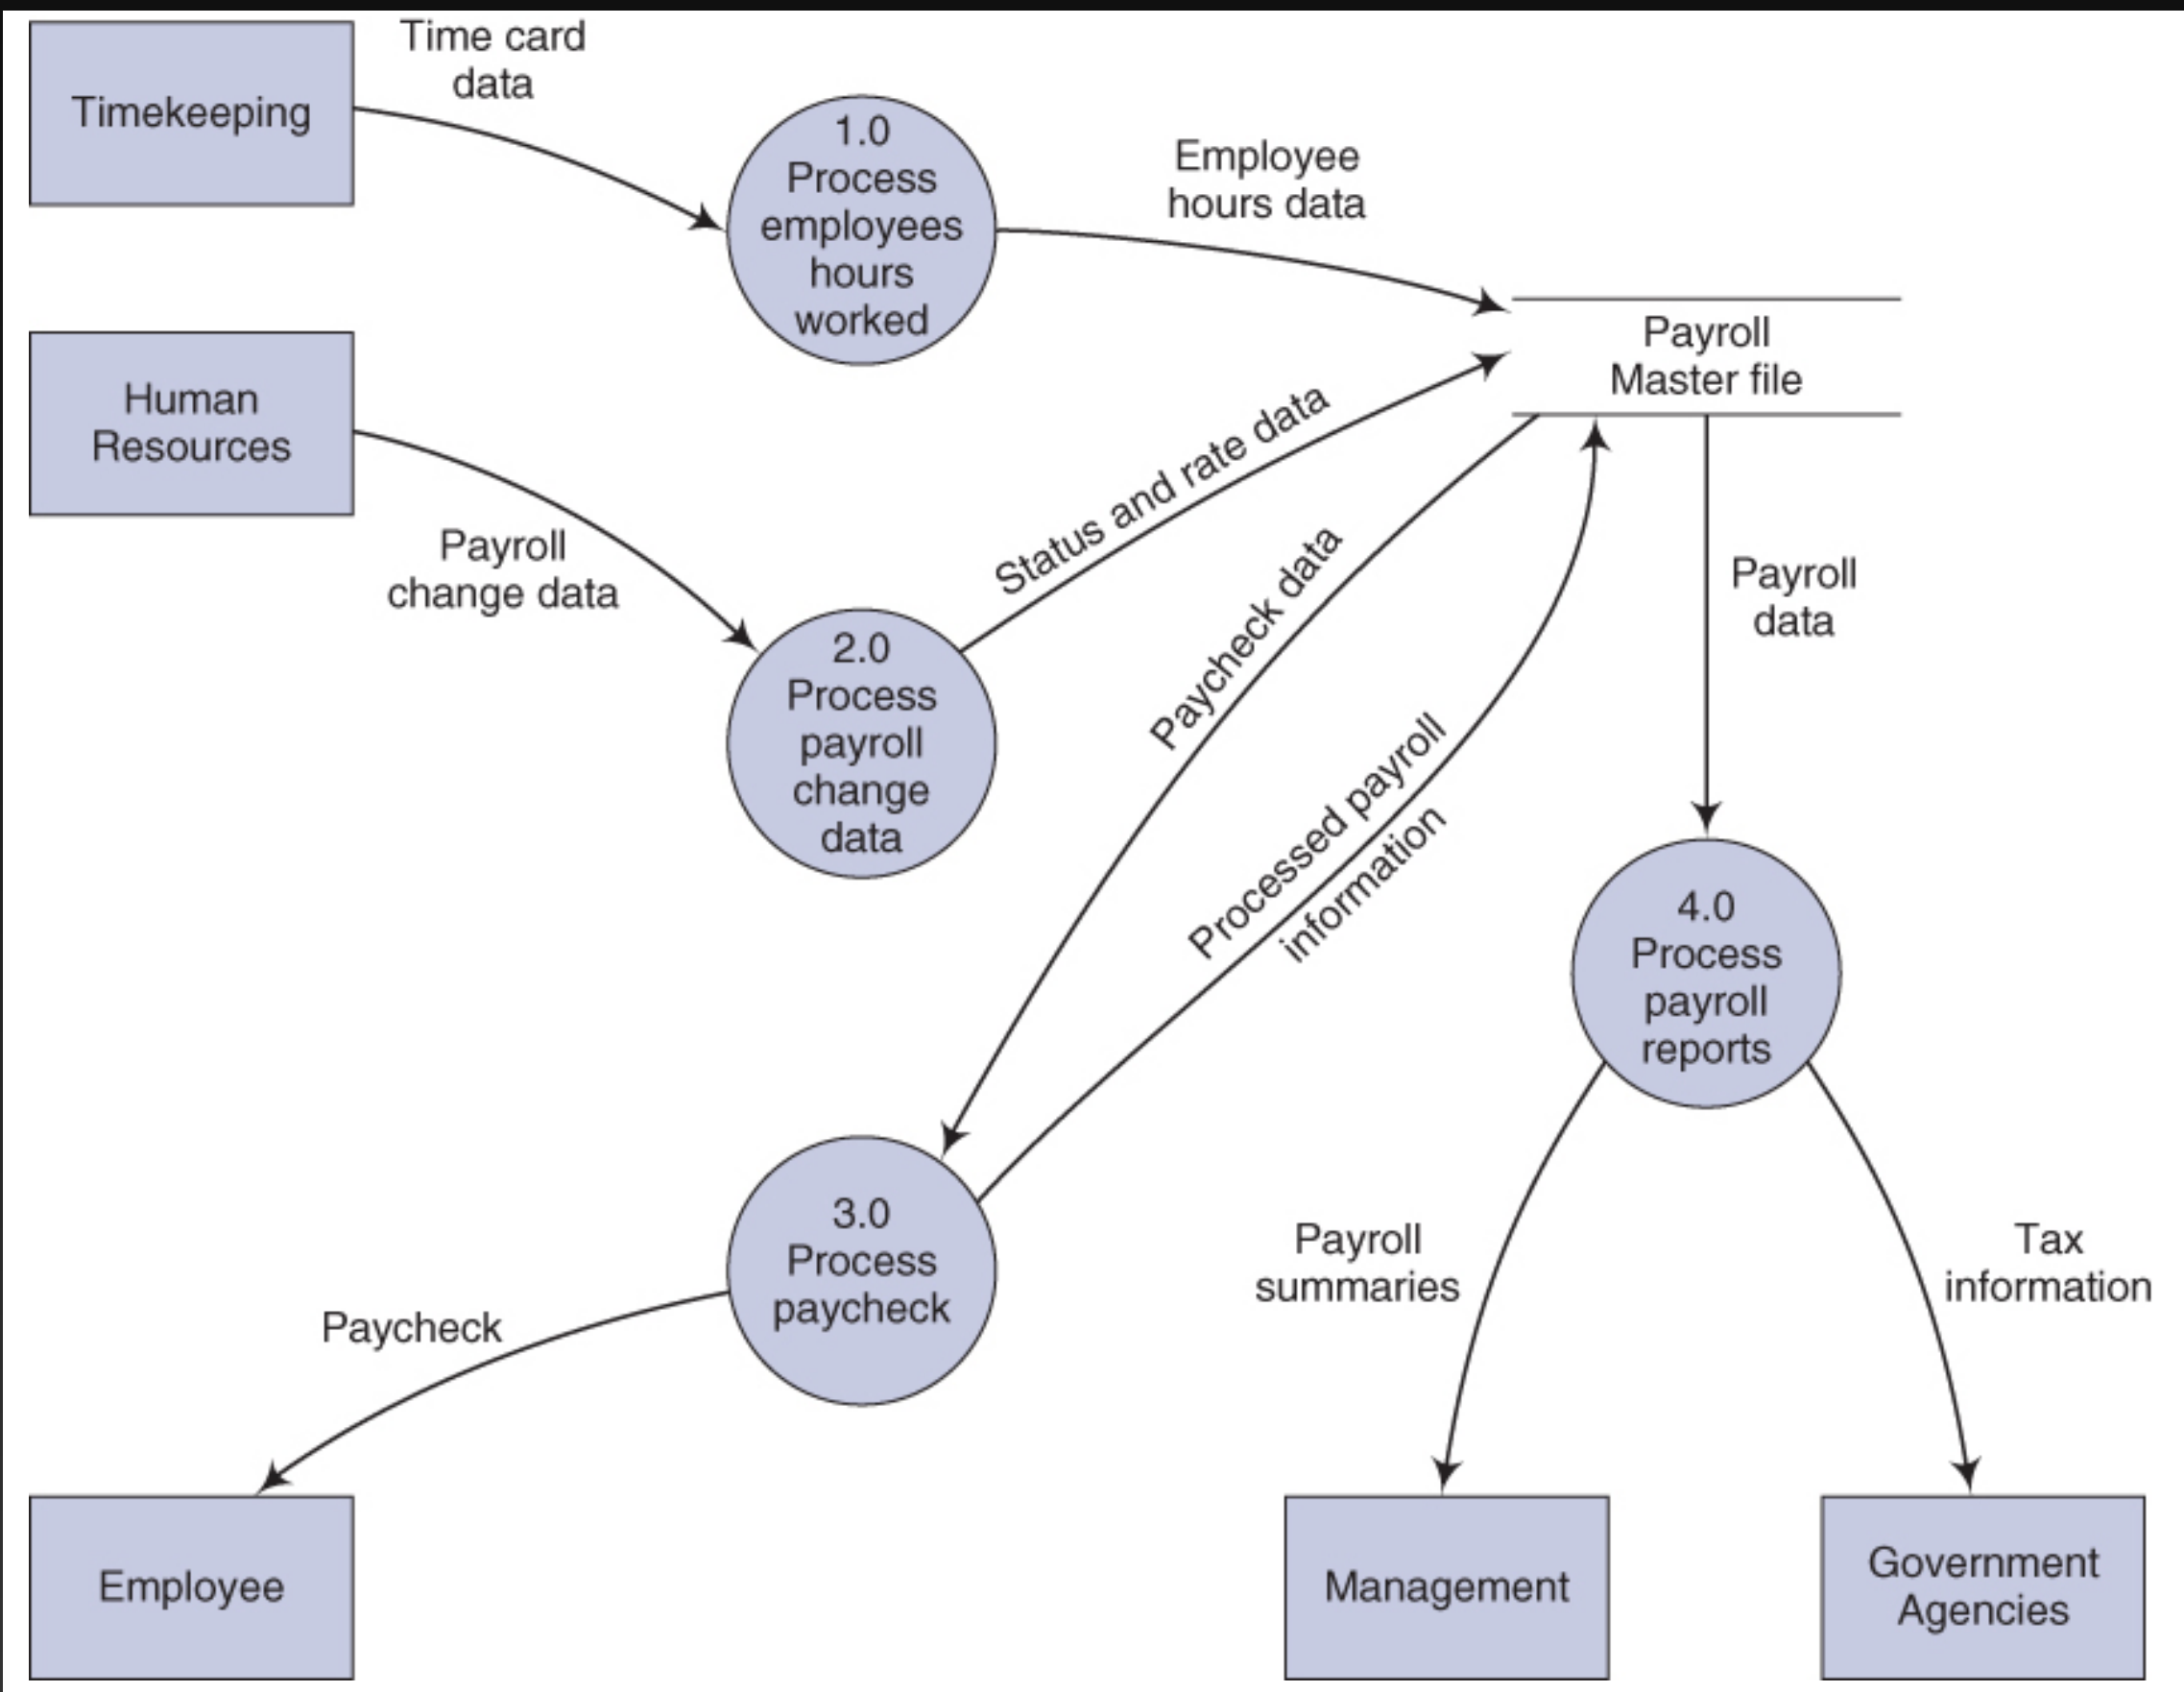 Time card
data
Timekeeping
1.0
Process
employees
hours
worked
Employee
hours data
Payroll
Master file
Human
Resources
Payroll
change data
Status and rate data
2.0
Process
payroll
change
data
Paycheck data
Payroll
data
Processed payroll
information
4.0
Process
payroll
reports
3.0
Process
paycheck
Paycheck
Payroll
summaries
Tax
information
Employee
Management
Government
Agencies